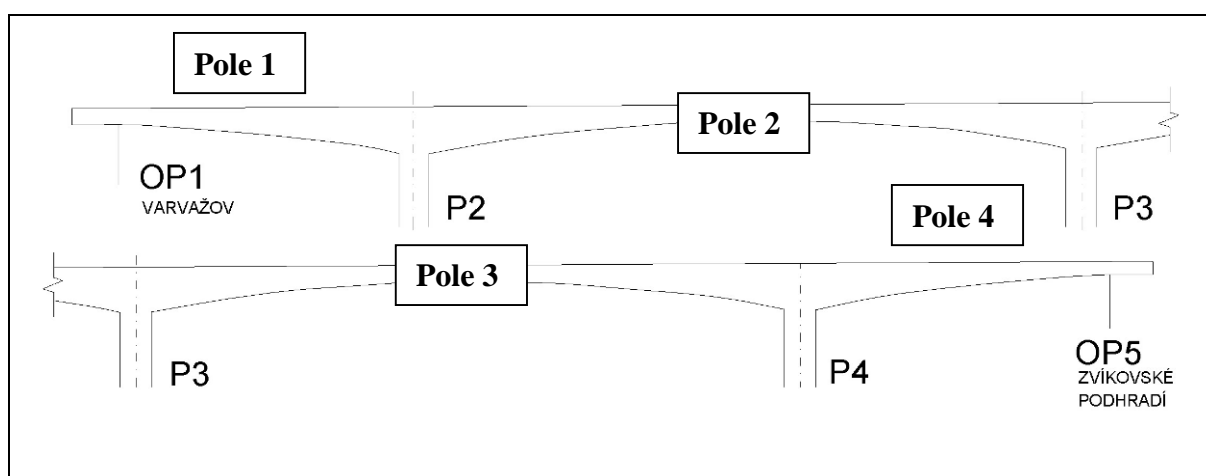 Pole 1
Pole 2
OP1
VARVAŽOV
P2
P3
Pole 4
Pole 3
P3
P4
OP5
ZVÍKOVSKÉ
PODHRADÍ